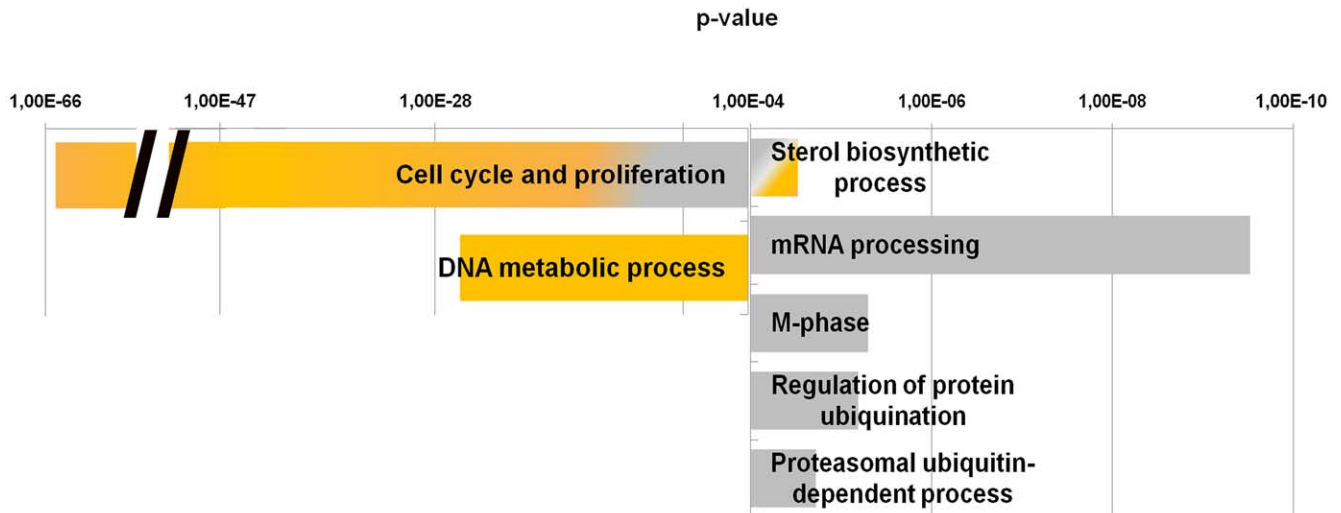 p-value
1,00E-66 1,00E-47 1,00E-28 1,00E-04 1,00E-06 1,00E-08 1,00E-10
Cell cycle and proliferation
Sterol biosynthetic
process
mRNA processing
DNA metabolic process
M-phase
Regulation of protein
ubiquination
Proteasomal ubiquitin-
dependent process